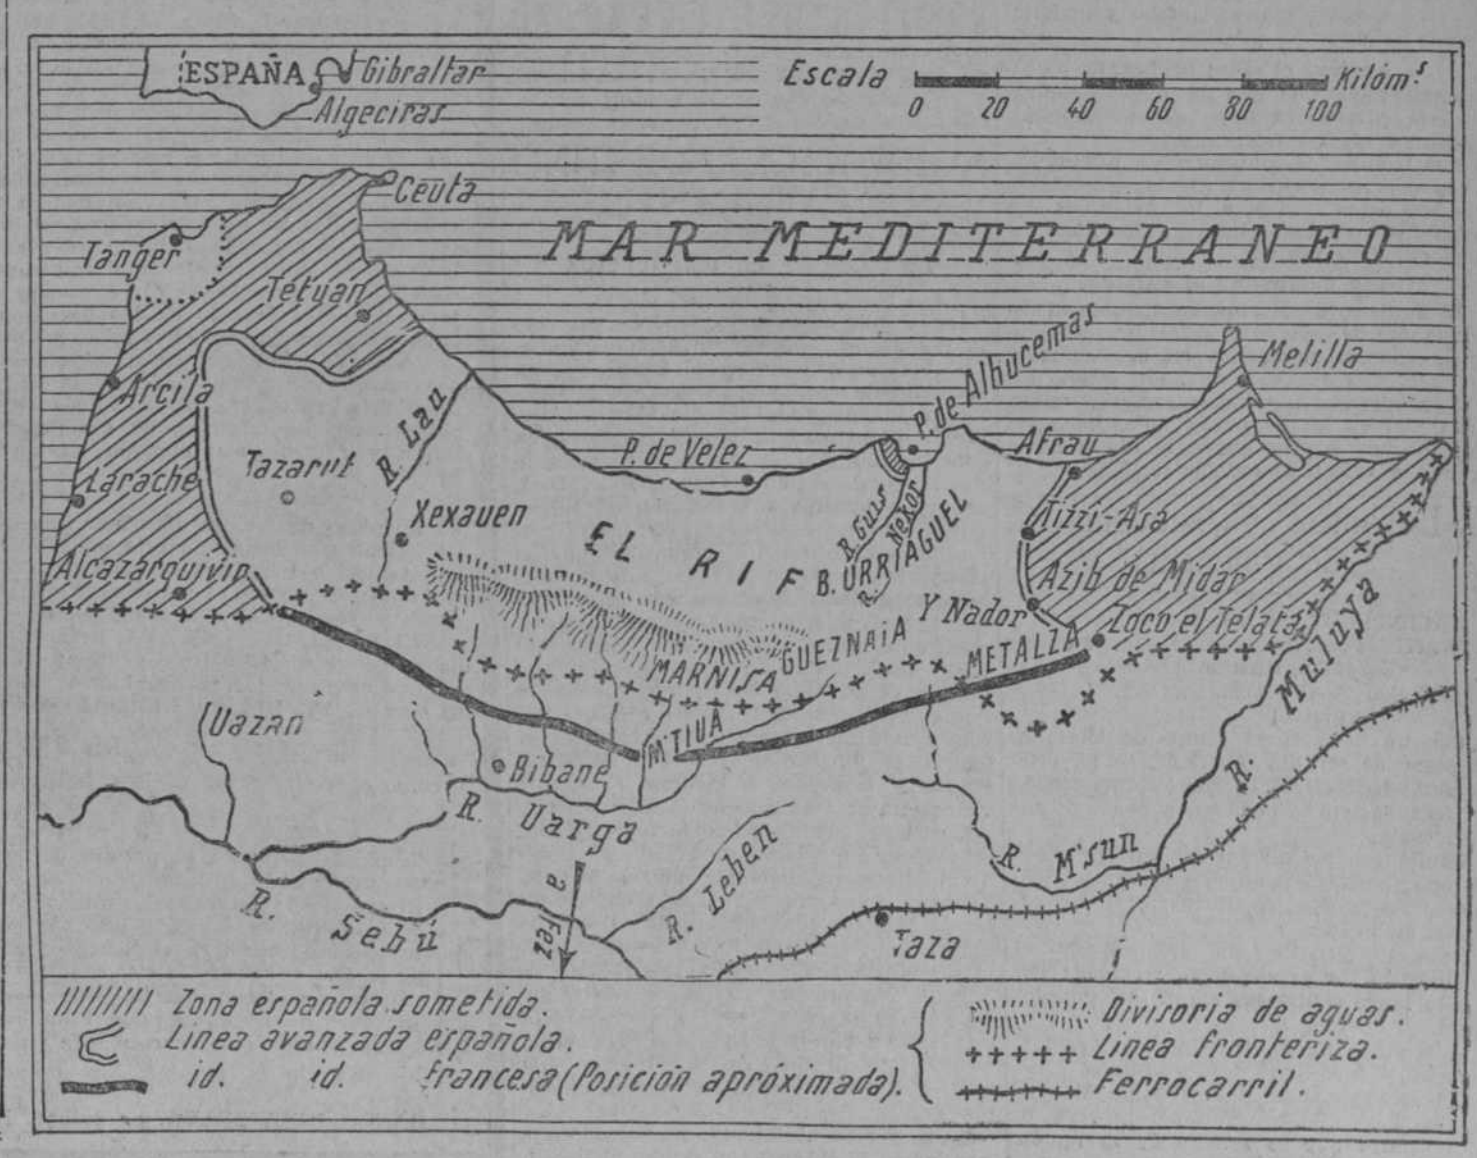 ESPAÑA
Gibraltar
Algeciras
Escala
Kilóm.s
0 20 40 60 80 100
Ceuta
MAR MEDITERRANEO
Tanger
Tetuan
P. de Alhucemas
Melilla
Arcila
R. Lau
Afrau
P. de Velez
Tazarut
Larache
Xexauen
R. Guis
Nekor
Tizzi-Asa
EL RIF
B. URRIAGUEL
R.
Alcazarquivir
Azib de Midar
Y Nador
Zoco el Telata
GUEZNAIA
METALZA
MARNISA
R. Muluya
Uazan
M'TIUA
Bibane
R. Uarga
R. Leben
R. M'sun
a Fez
R. Sebú
Taza
Zona española sometida.
Linea avanzada española.
id. id. francesa (Posición apróximada).
Divisoria de aguas.
Linea fronteriza.
Ferrocarril.